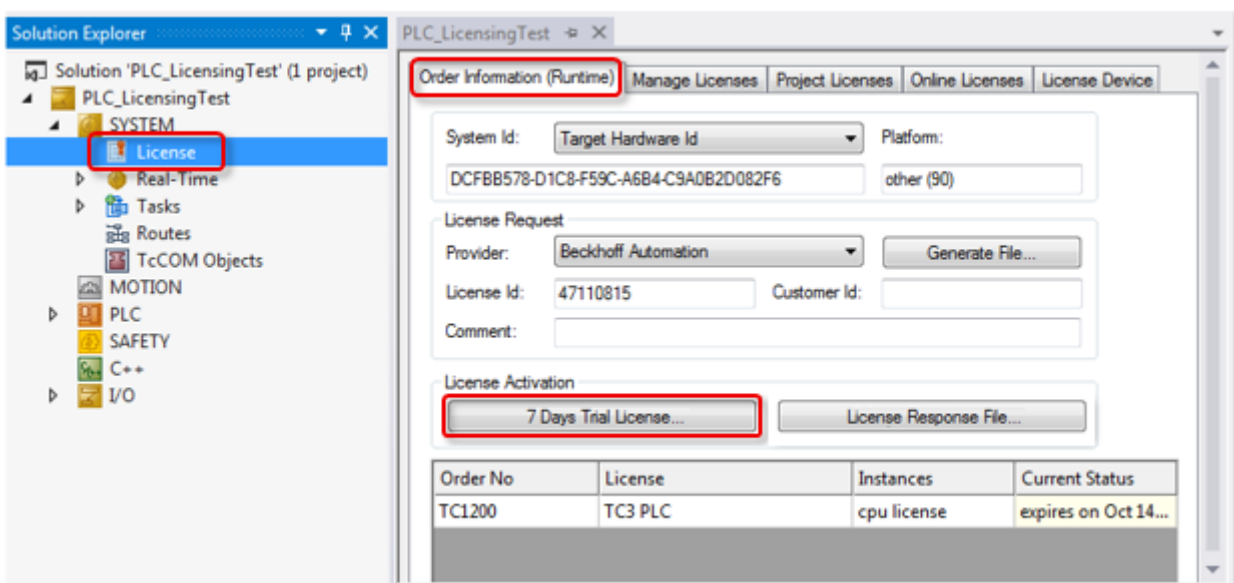 Solution Explorer
PLC_LicensingTest
Solution 'PLC_LicensingTest' (1 project)
PLC_LicensingTest
SYSTEM
License
Real-Time
Tasks
Routes
TcCOM Objects
MOTION
PLC
SAFETY
C++
I/O
Order Information (Runtime) Manage Licenses Project Licenses Online Licenses License Device
System Id: Target Hardware Id Platform:
DCFBB578-D1C8-F59C-A6B4-C9A0B2D082F6 other (90)
License Request
Provider: Beckhoff Automation Generate File...
License Id: 47110815 Customer Id:
Comment:
License Activation
7 Days Trial License... License Response File...
Order No License Instances Current Status
TC1200 TC3 PLC cpu license expires on Oct 14...